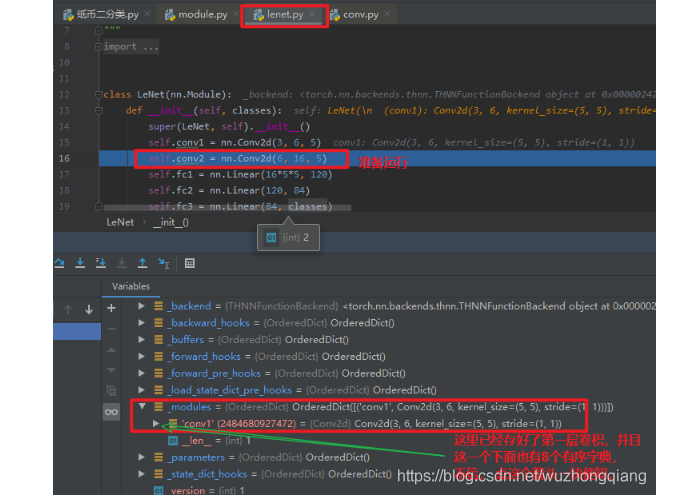 纸币二分类.py × module.py × lenet.py × conv.py ×
7 """
8 import ...
10
11
12 class LeNet(nn.Module): _backend: <torch.nn.backends.thnn.THNNFunctionBackend object at 0x00000242
13 def __init__(self, classes): self: LeNet(\n (conv1): Conv2d(3, 6, kernel_size=(5, 5), stride=
14 super(LeNet, self).__init__()
15 self.conv1 = nn.Conv2d(3, 6, 5) conv1: Conv2d(3, 6, kernel_size=(5, 5), stride=(1, 1))
16 self.conv2 = nn.Conv2d(6, 16, 5) 准备运行
17 self.fc1 = nn.Linear(16*5*5, 120)
18 self.fc2 = nn.Linear(120, 84)
19 self.fc3 = nn.Linear(84, classes)
LeNet › __init__()
01 {int} 2
Variables
_backend = {THNNFunctionBackend} <torch.nn.backends.thnn.THNNFunctionBackend object at 0x0000002
_backward_hooks = {OrderedDict} OrderedDict()
_buffers = {OrderedDict} OrderedDict()
_forward_hooks = {OrderedDict} OrderedDict()
_forward_pre_hooks = {OrderedDict} OrderedDict()
_load_state_dict_pre_hooks = {OrderedDict} OrderedDict()
_modules = {OrderedDict} OrderedDict([('conv1', Conv2d(3, 6, kernel_size=(5, 5), stride=(1, 1)))])
'conv1' (2484680927472) = {Conv2d} Conv2d(3, 6, kernel_size=(5, 5), stride=(1, 1))
01 __len__ = {int} 1
这里已经存好了第一层卷积，并且
_parameters = {OrderedDict} OrderedDict()
这一个下面也有8个有序字典，
_state_dict_hooks = {OrderedDict} OrderedDict()
https://blog.csdn.net/wuzhongqiang
version = {int} 1